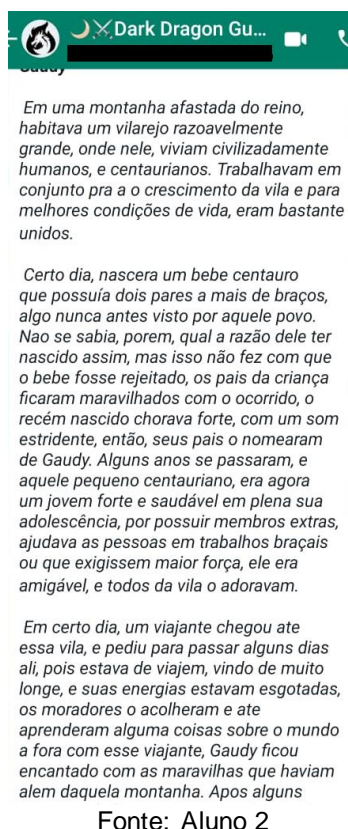 🌙⚔Dark Dragon Gu...
Gaudy
Em uma montanha afastada do reino,
habitava um vilarejo razoavelmente
grande, onde nele, viviam civilizadamente
humanos, e centaurianos. Trabalhavam em
conjunto pra a o crescimento da vila e para
melhores condições de vida, eram bastante
unidos.
Certo dia, nascera um bebe centauro
que possuía dois pares a mais de braços,
algo nunca antes visto por aquele povo.
Nao se sabia, porem, qual a razão dele ter
nascido assim, mas isso não fez com que
o bebe fosse rejeitado, os pais da criança
ficaram maravilhados com o ocorrido, o
recém nascido chorava forte, com um som
estridente, então, seus pais o nomearam
de Gaudy. Alguns anos se passaram, e
aquele pequeno centauriano, era agora
um jovem forte e saudável em plena sua
adolescência, por possuir membros extras,
ajudava as pessoas em trabalhos braçais
ou que exigissem maior força, ele era
amigável, e todos da vila o adoravam.
Em certo dia, um viajante chegou ate
essa vila, e pediu para passar alguns dias
ali, pois estava de viajem, vindo de muito
longe, e suas energias estavam esgotadas,
os moradores o acolheram e ate
aprenderam alguma coisas sobre o mundo
a fora com esse viajante, Gaudy ficou
encantado com as maravilhas que haviam
alem daquela montanha. Apos alguns
Fonte: Aluno 2